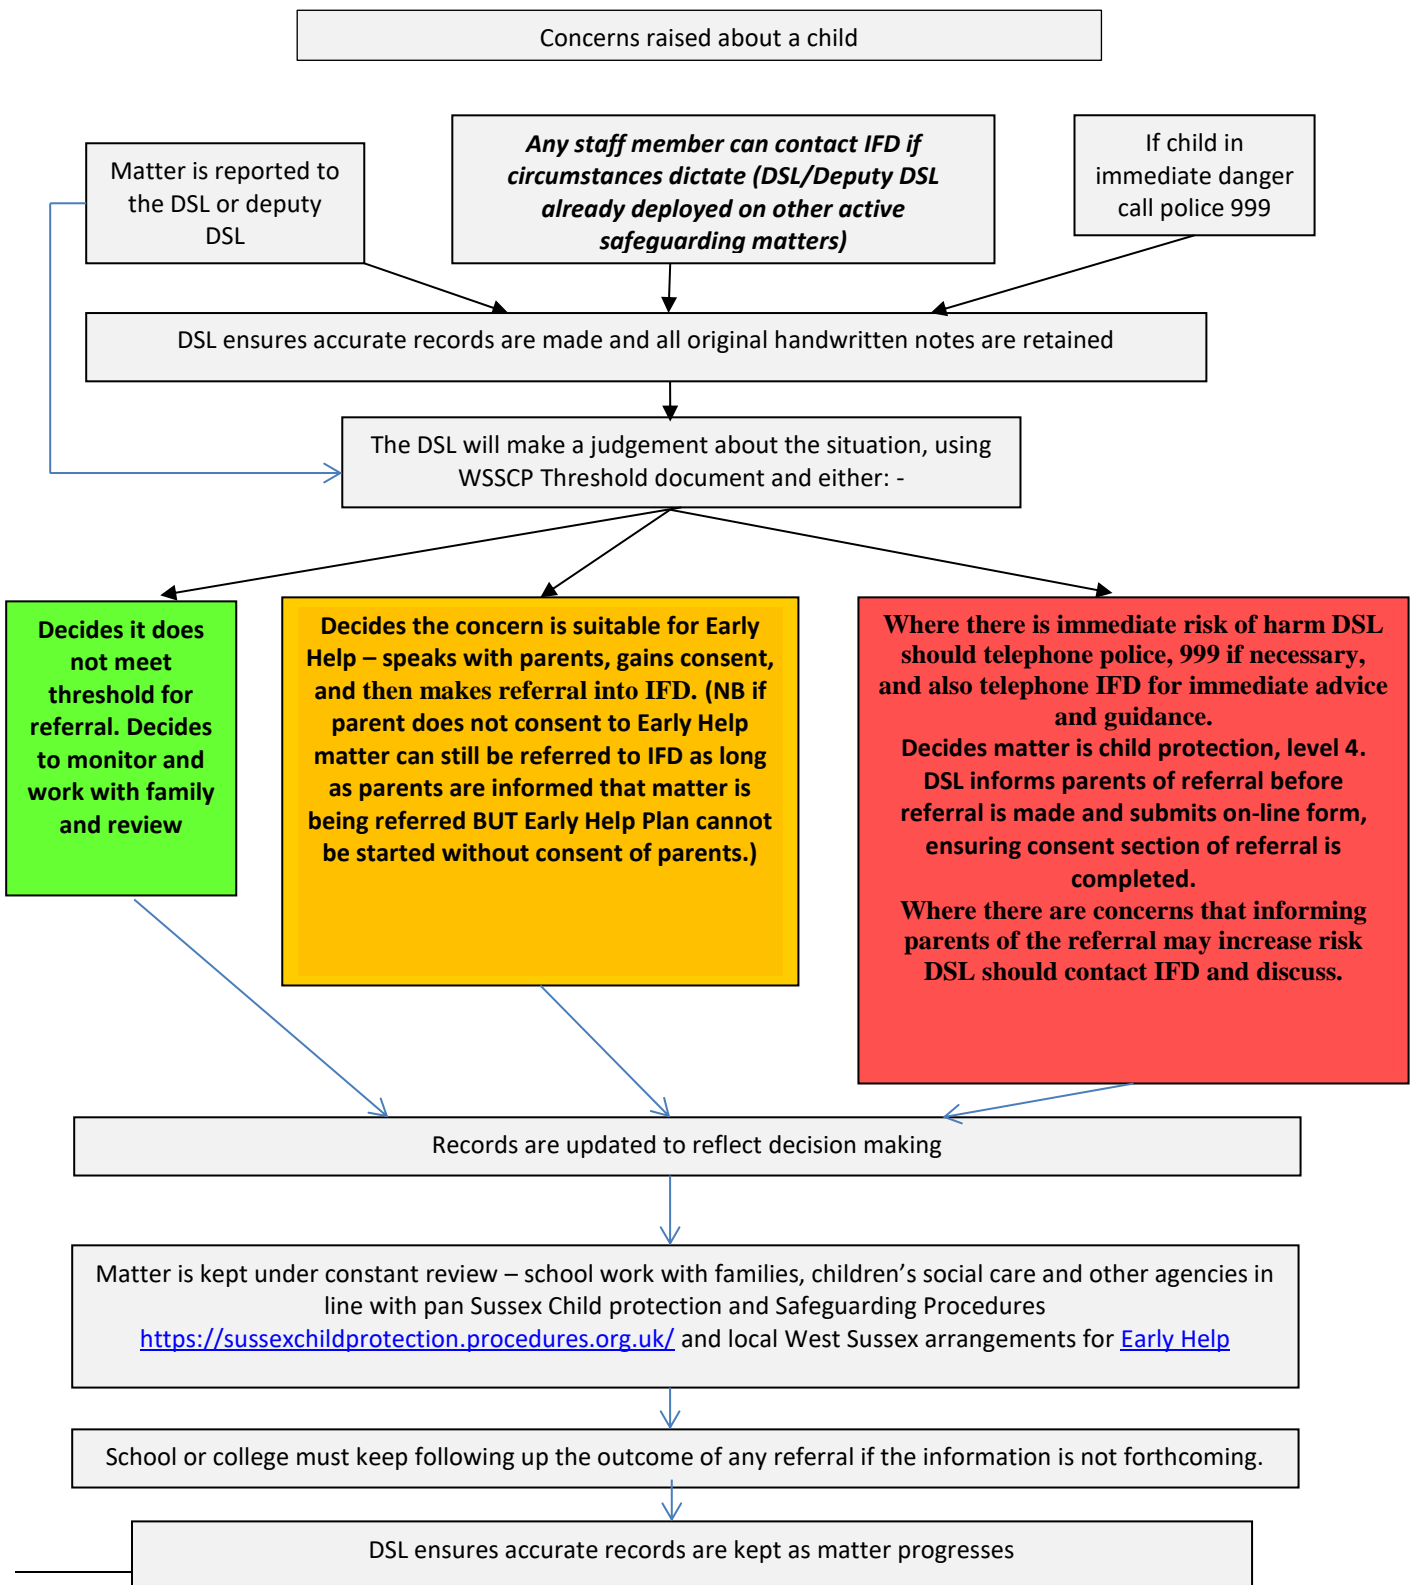 Concerns raised about a child
Matter is reported to
the DSL or deputy
DSL
Any staff member can contact IFD if
circumstances dictate (DSL/Deputy DSL
already deployed on other active
safeguarding matters)
If child in
immediate danger
call police 999
DSL ensures accurate records are made and all original handwritten notes are retained
The DSL will make a judgement about the situation, using
WSSCP Threshold document and either: -
Decides it does
not meet
threshold for
referral. Decides
to monitor and
work with family
and review
Decides the concern is suitable for Early
Help – speaks with parents, gains consent,
and then makes referral into IFD. (NB if
parent does not consent to Early Help
matter can still be referred to IFD as long
as parents are informed that matter is
being referred BUT Early Help Plan cannot
be started without consent of parents.)
Where there is immediate risk of harm DSL
should telephone police, 999 if necessary,
and also telephone IFD for immediate advice
and guidance.
Decides matter is child protection, level 4.
DSL informs parents of referral before
referral is made and submits on-line form,
ensuring consent section of referral is
completed.
Where there are concerns that informing
parents of the referral may increase risk
DSL should contact IFD and discuss.
Records are updated to reflect decision making
Matter is kept under constant review – school work with families, children’s social care and other agencies in
line with pan Sussex Child protection and Safeguarding Procedures
https://sussexchildprotection.procedures.org.uk/ and local West Sussex arrangements for Early Help
School or college must keep following up the outcome of any referral if the information is not forthcoming.
DSL ensures accurate records are kept as matter progresses